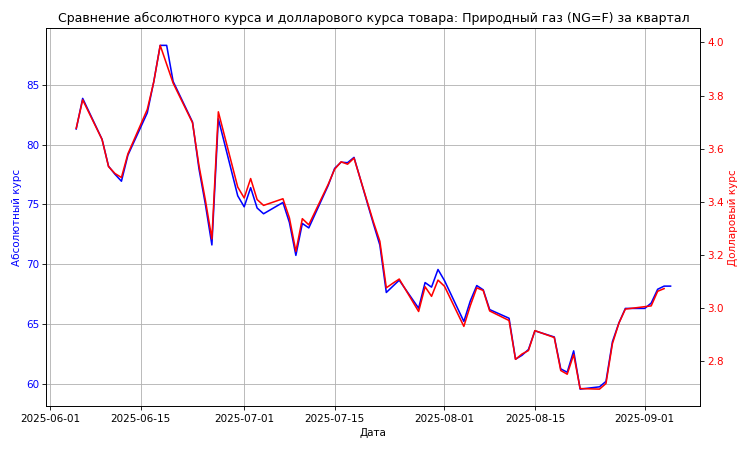 Сравнение абсолютного курса и долларового курса товара: Природный газ (NG=F) за квартал
Абсолютный курс
85
80
75
70
65
60
4.0
3.8
3.6
3.4
3.2
3.0
2.8
Долларовый курс
2025-06-01 2025-06-15 2025-07-01 2025-07-15 2025-08-01 2025-08-15 2025-09-01
Дата